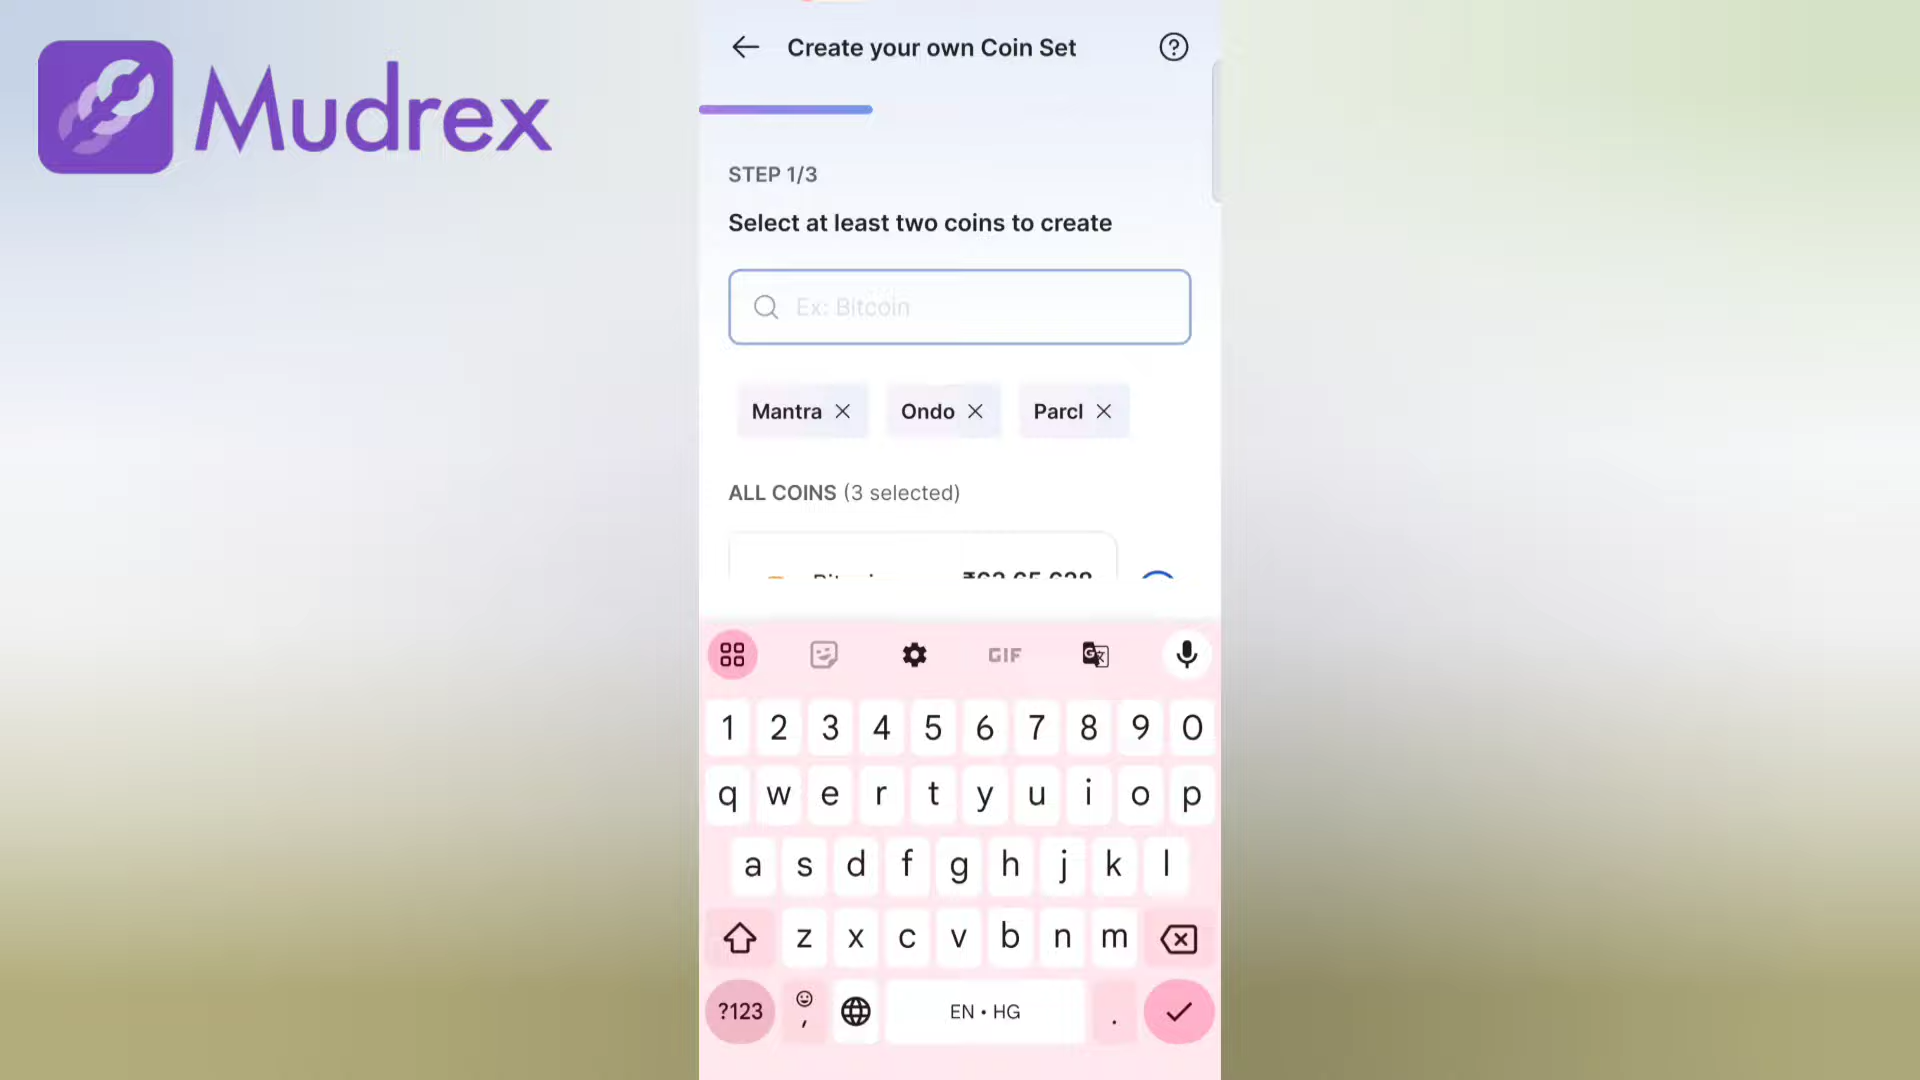 Mudrex
Create your own Coin Set
STEP 1/3
Select at least two coins to create
Ex: Bitcoin
Mantra
Ondo
Parcl
ALL COINS (3 selected)
GIF
1 2 3 4 5 6 7 8 9 0
q w e r t y u i o p
a s d f g h j k l
z x c v b n m
?123 , EN • HG .